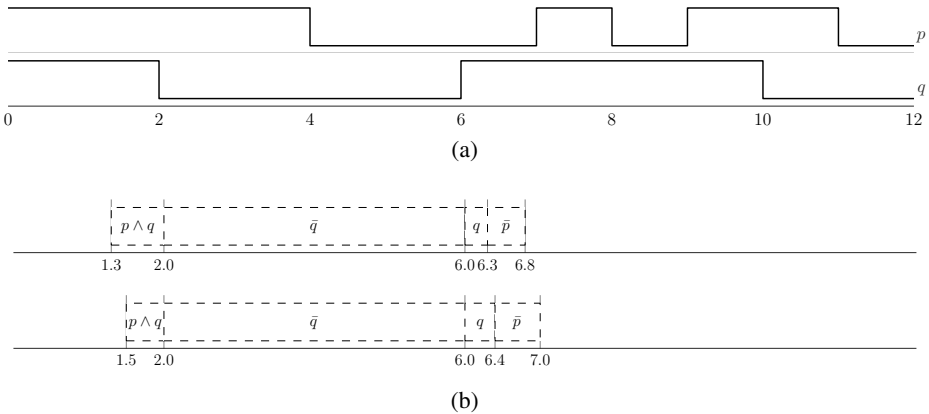 p
q
0 2 4 6 8 10 12
(a)
p ∧ q q̄ q p̄
1.3 2.0 6.0 6.3 6.8
p ∧ q q̄ q p̄
1.5 2.0 6.0 6.4 7.0
(b)